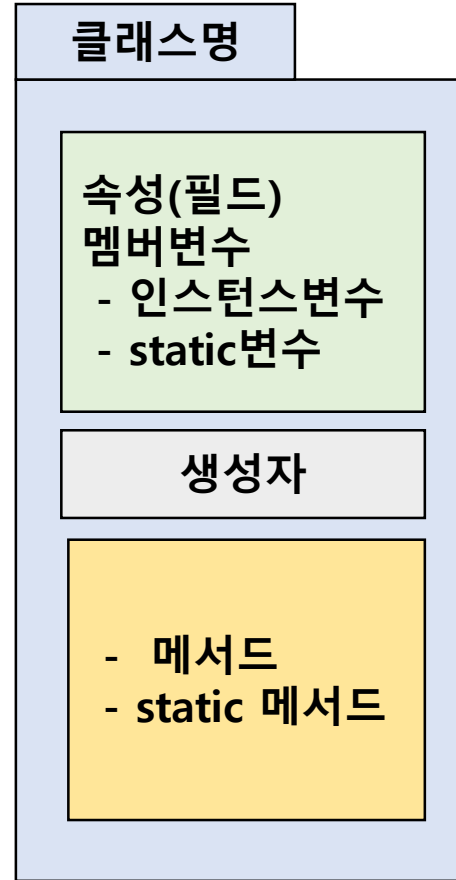 클래스명
속성(필드)
멤버변수
- 인스턴스변수
- static변수
생성자
- 메서드
- static 메서드